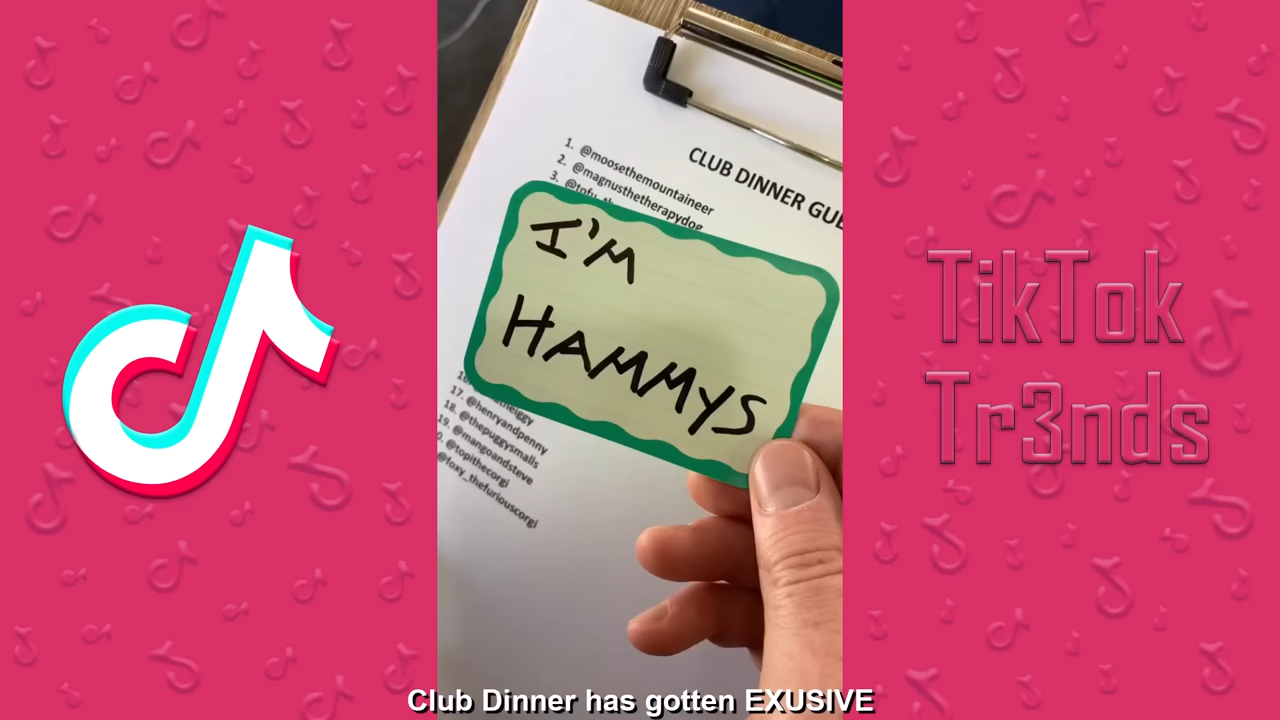 CLUB DINNER
1. @moosethemountaineer
2. @magnusthetherapydog
3.
I'M
HAMMYS
17. @henryandpenny
18. @thepuggysmalls
19. @mangoandsteve
@topithecorgi
@foxy_thefuriouscorgi
TikTok
Tr3nds
Club Dinner has gotten EXUSIVE